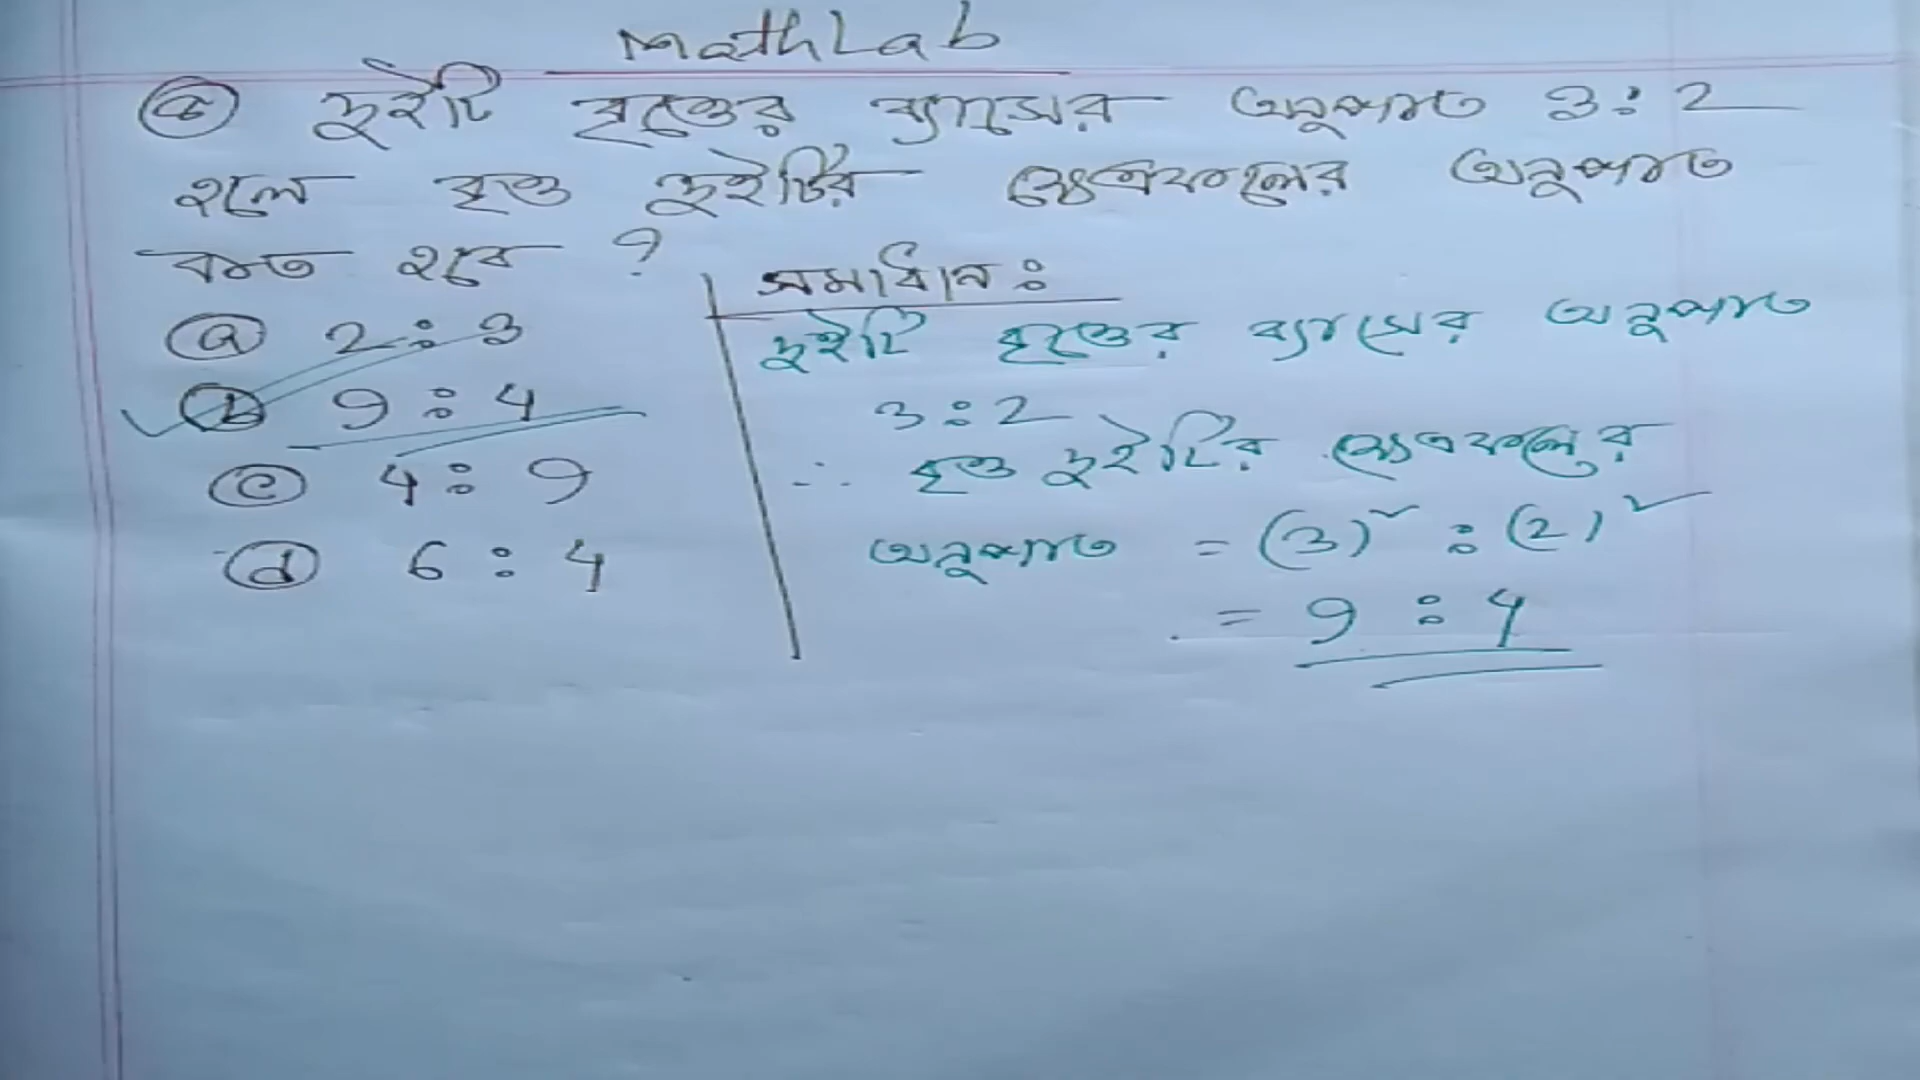 MathLab
দুইটি বৃত্তের ব্যাসের অনুপাত 3:2
হলে বৃত্ত দুইটির ক্ষেত্রফলের অনুপাত
কত হবে ?
ⓐ 2 : 3
ⓑ 9 : 4
ⓒ 4 : 9
ⓓ 6 : 4
সমাধান :
দুইটি বৃত্তের ব্যাসের অনুপাত
3 : 2
∴ বৃত্ত দুইটির ক্ষেত্রফলের
অনুপাত = (3)² : (2)²
= 9 : 4